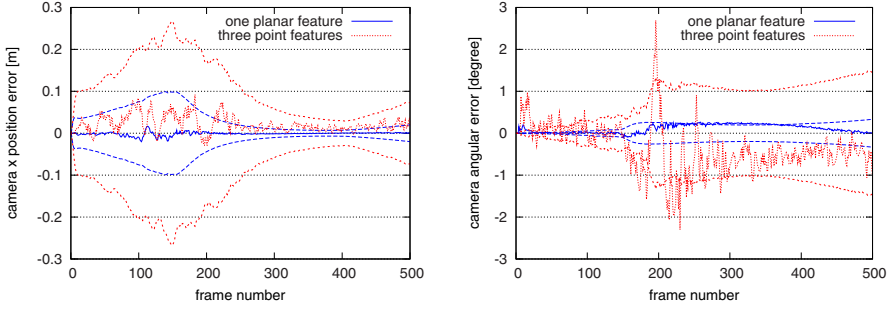 camera x position error [m]
0.3
0.2
0.1
0
-0.1
-0.2
-0.3
one planar feature
three point features
0 100 200 300 400 500
frame number
camera angular error [degree]
3
2
1
0
-1
-2
-3
one planar feature
three point features
0 100 200 300 400 500
frame number